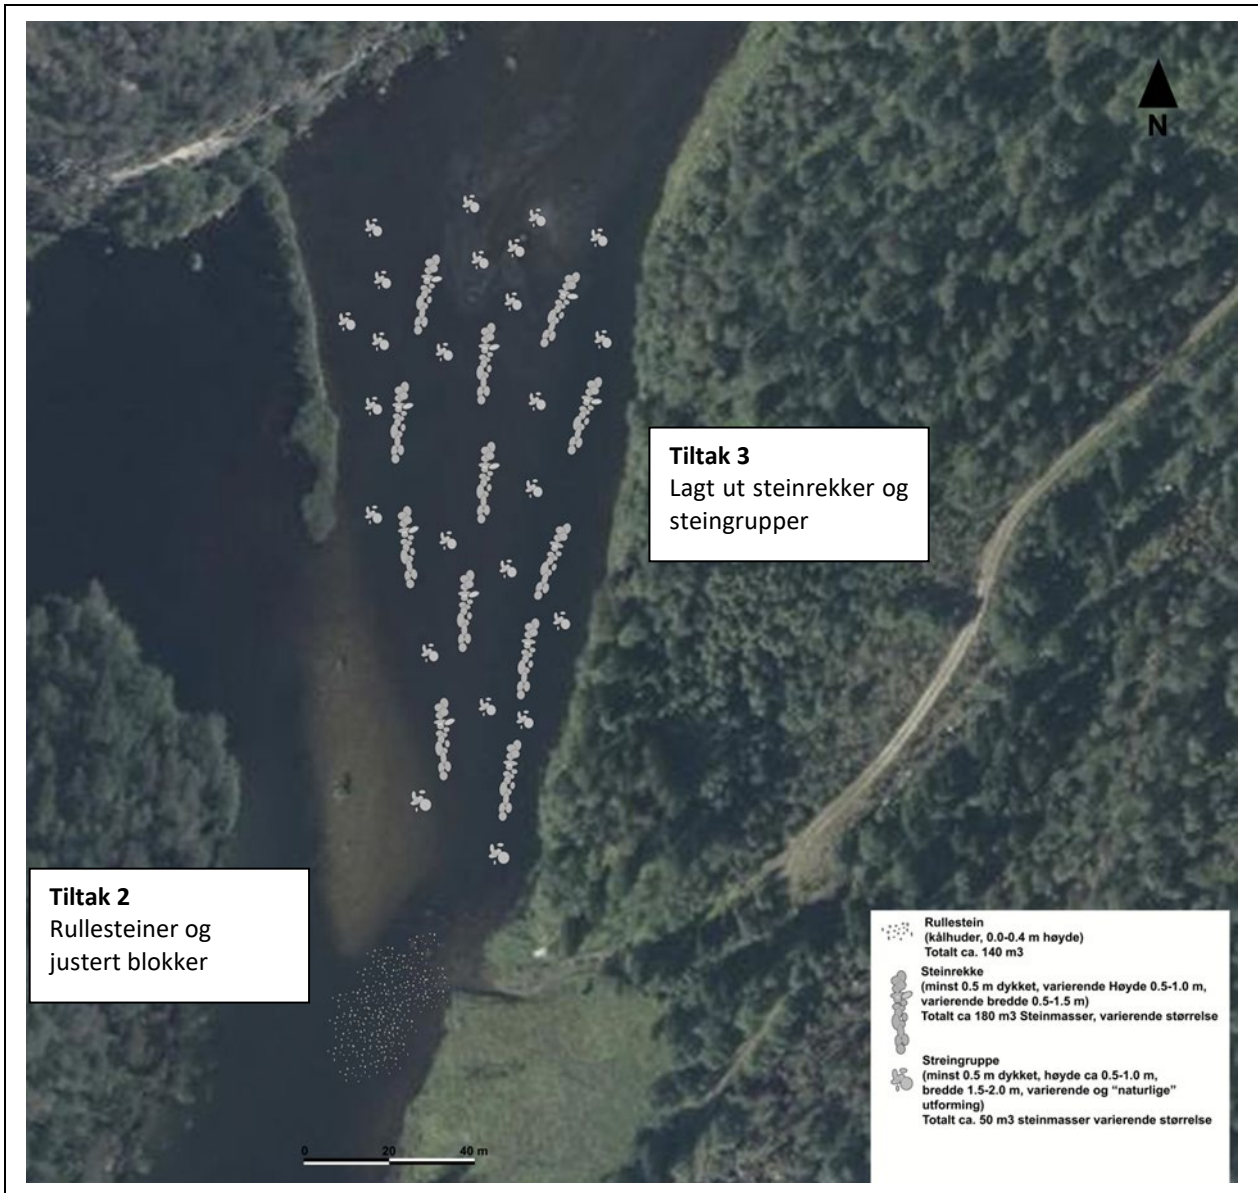 N
Tiltak 3
Lagt ut steinrekker og
steingrupper
Tiltak 2
Rullesteiner og
justert blokker
Rullestein
(kålhuder, 0.0-0.4 m høyde)
Totalt ca. 140 m3
Steinrekke
(minst 0.5 m dykket, varierende Høyde 0.5-1.0 m,
varierende bredde 0.5-1.5 m)
Totalt ca 180 m3 Steinmasser, varierende størrelse
Streingruppe
(minst 0.5 m dykket, høyde ca 0.5-1.0 m,
bredde 1.5-2.0 m, varierende og "naturlige"
utforming)
Totalt ca. 50 m3 steinmasser varierende størrelse
0 20 40 m